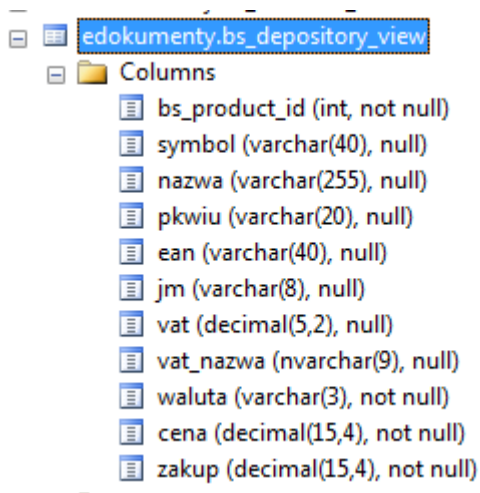 edokumenty.bs_depository_view
Columns
bs_product_id (int, not null)
symbol (varchar(40), null)
nazwa (varchar(255), null)
pkwiu (varchar(20), null)
ean (varchar(40), null)
jm (varchar(8), null)
vat (decimal(5,2), null)
vat_nazwa (nvarchar(9), null)
waluta (varchar(3), not null)
cena (decimal(15,4), not null)
zakup (decimal(15,4), not null)